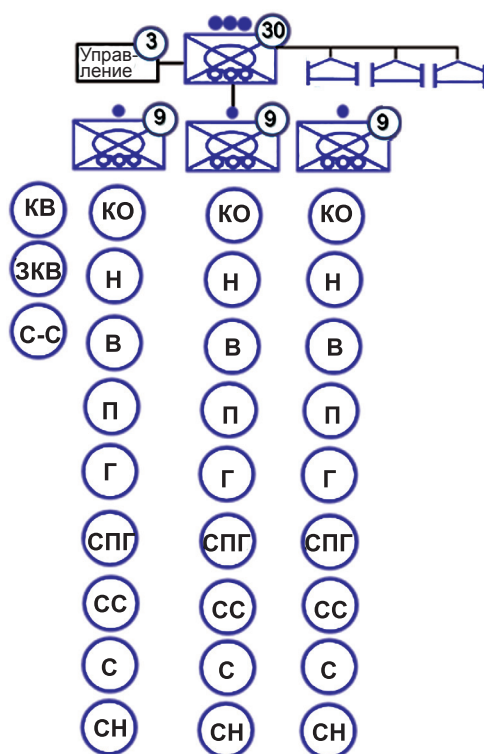 3
30
Управ-
ление
9 9 9
КВ КО КО КО
ЗКВ Н Н Н
С-С В В В
П П П
Г Г Г
СПГ СПГ СПГ
СС СС СС
С С С
СН СН СН